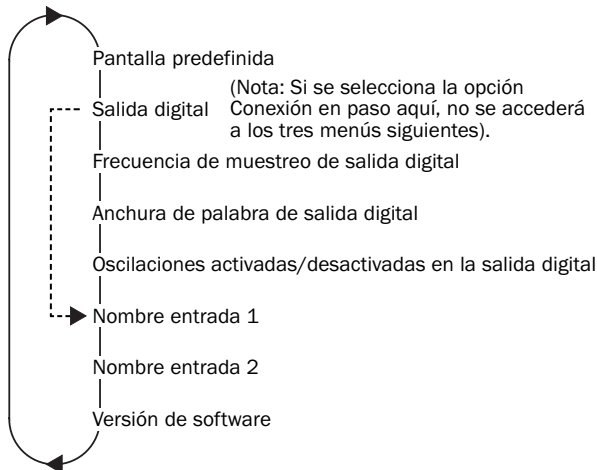 Pantalla predefinida
(Nota: Si se selecciona la opción
Salida digital Conexión en paso aquí, no se accederá
a los tres menús siguientes).
Frecuencia de muestreo de salida digital
Anchura de palabra de salida digital
Oscilaciones activadas/desactivadas en la salida digital
Nombre entrada 1
Nombre entrada 2
Versión de software